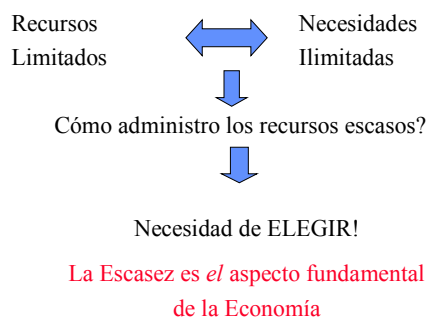 Recursos
Limitados
Necesidades
Ilimitadas
Cómo administro los recursos escasos?
Necesidad de ELEGIR!
La Escasez es el aspecto fundamental
de la Economía